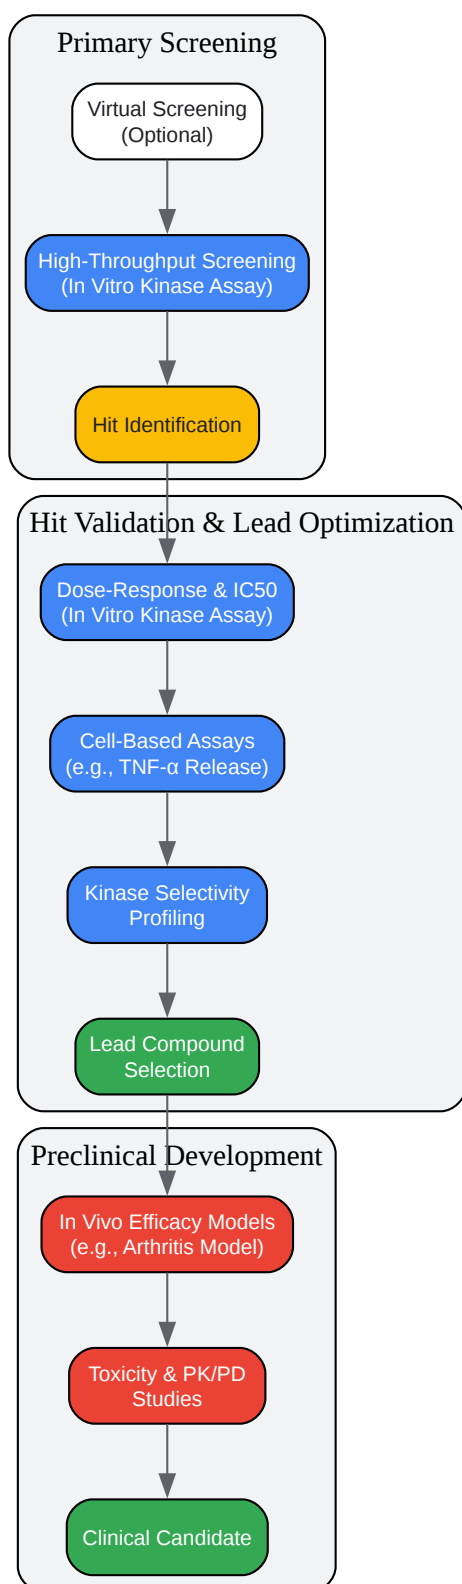 Primary Screening
Virtual Screening
(Optional)
High-Throughput Screening
(In Vitro Kinase Assay)
Hit Identification
Hit Validation & Lead Optimization
Dose-Response & IC50
(In Vitro Kinase Assay)
Cell-Based Assays
(e.g., TNF-α Release)
Kinase Selectivity
Profiling
Lead Compound
Selection
Preclinical Development
In Vivo Efficacy Models
(e.g., Arthritis Model)
Toxicity & PK/PD
Studies
Clinical Candidate